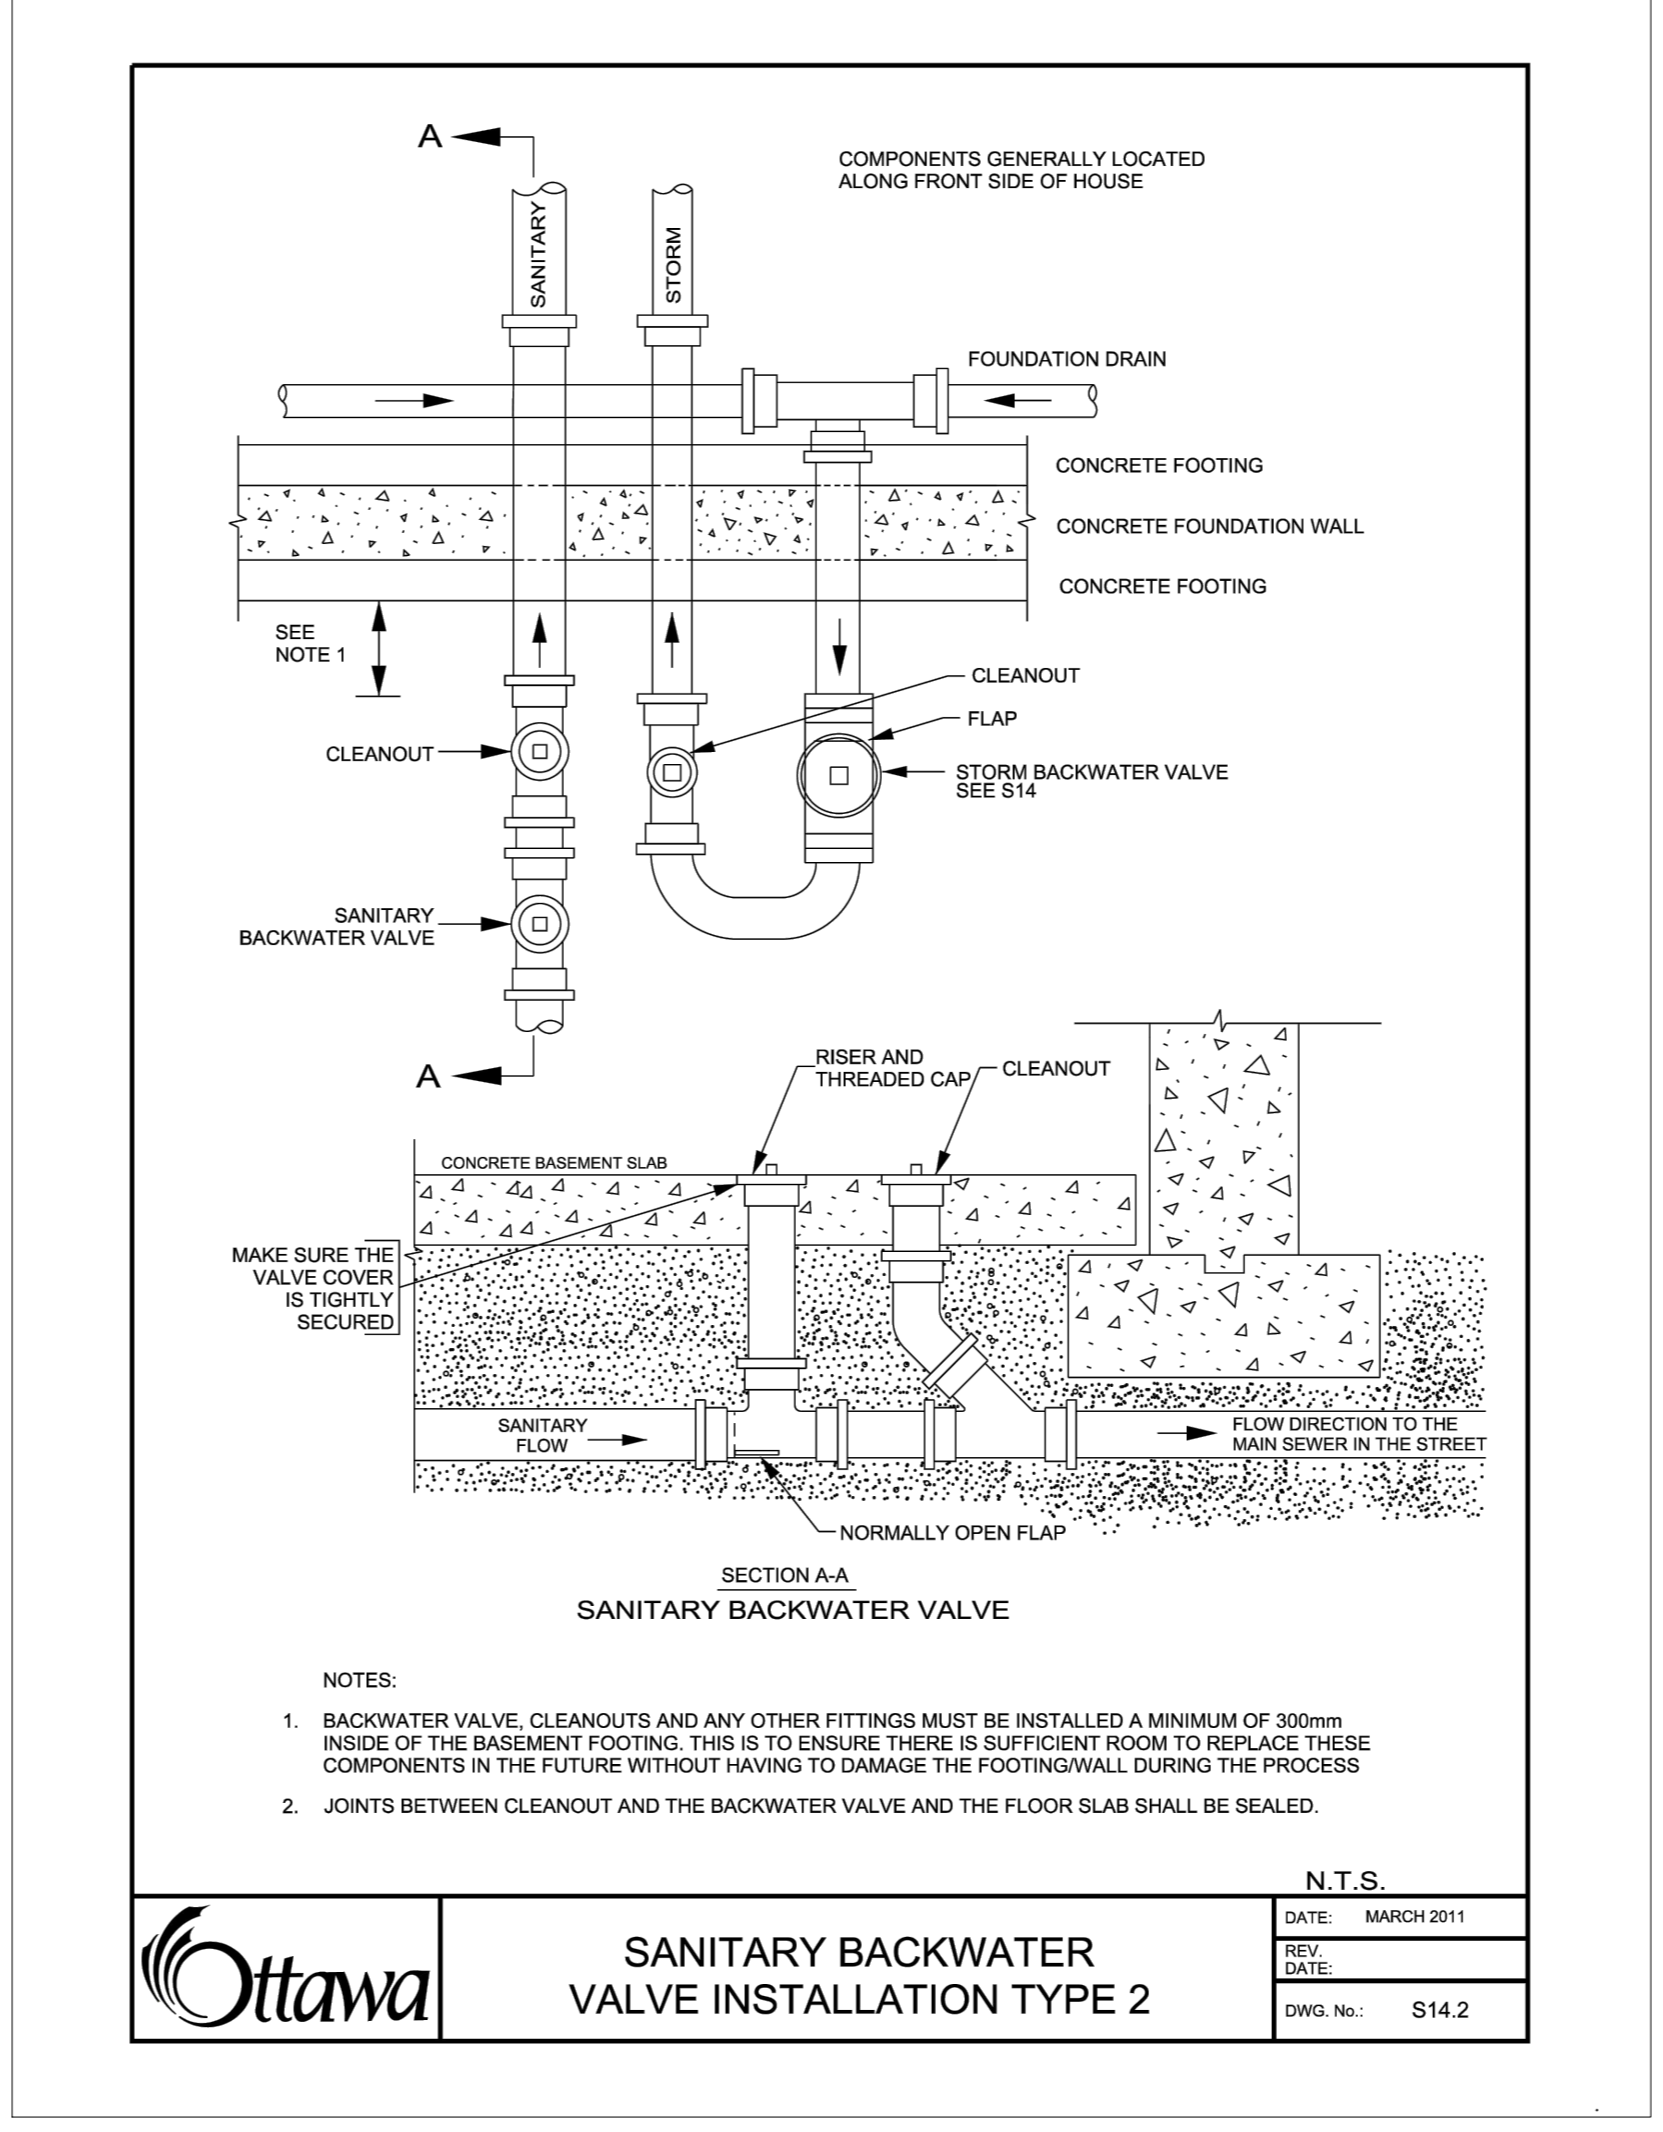 A
COMPONENTS GENERALLY LOCATED
ALONG FRONT SIDE OF HOUSE
SANITARY
STORM
FOUNDATION DRAIN
CONCRETE FOOTING
CONCRETE FOUNDATION WALL
CONCRETE FOOTING
SEE
NOTE 1
CLEANOUT
FLAP
CLEANOUT
STORM BACKWATER VALVE
SEE S14
SANITARY
BACKWATER VALVE
A
RISER AND
THREADED CAP
CLEANOUT
CONCRETE BASEMENT SLAB
MAKE SURE THE
VALVE COVER
IS TIGHTLY
SECURED
SANITARY
FLOW
FLOW DIRECTION TO THE
MAIN SEWER IN THE STREET
NORMALLY OPEN FLAP
SECTION A-A
SANITARY BACKWATER VALVE
NOTES:
1. BACKWATER VALVE, CLEANOUTS AND ANY OTHER FITTINGS MUST BE INSTALLED A MINIMUM OF 300mm
INSIDE OF THE BASEMENT FOOTING. THIS IS TO ENSURE THERE IS SUFFICIENT ROOM TO REPLACE THESE
COMPONENTS IN THE FUTURE WITHOUT HAVING TO DAMAGE THE FOOTING/WALL DURING THE PROCESS
2. JOINTS BETWEEN CLEANOUT AND THE BACKWATER VALVE AND THE FLOOR SLAB SHALL BE SEALED.
N.T.S.
Ottawa
SANITARY BACKWATER
VALVE INSTALLATION TYPE 2
DATE: MARCH 2011
REV.
DATE:
DWG. No.: S14.2